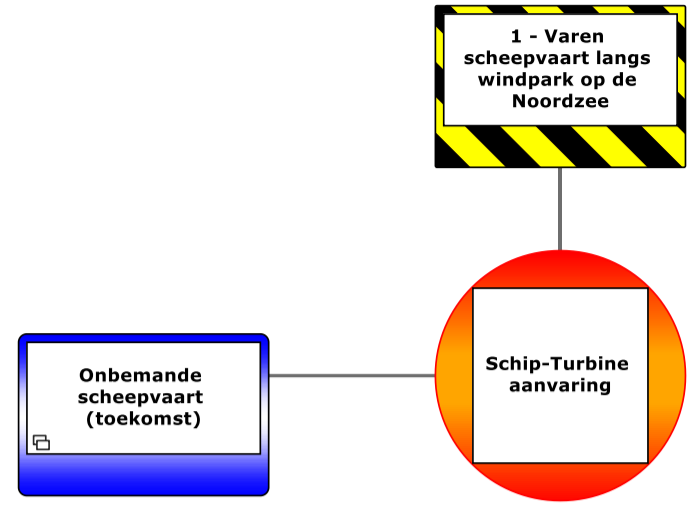 1 - Varen
scheepvaart langs
windpark op de
Noordzee
Onbemande
scheepvaart
(toekomst)
Schip-Turbine
aanvaring